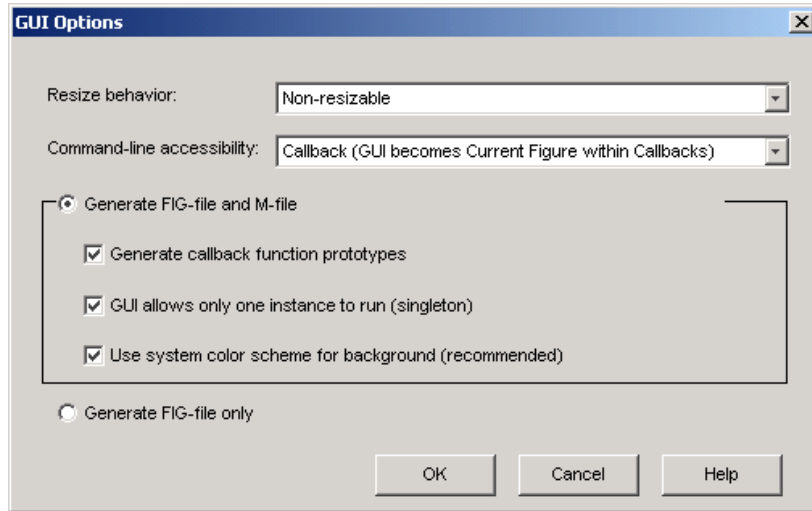 GUI Options
Resize behavior: Non-resizable
Command-line accessibility: Callback (GUI becomes Current Figure within Callbacks)
Generate FIG-file and M-file
Generate callback function prototypes
GUI allows only one instance to run (singleton)
Use system color scheme for background (recommended)
Generate FIG-file only
OK Cancel Help